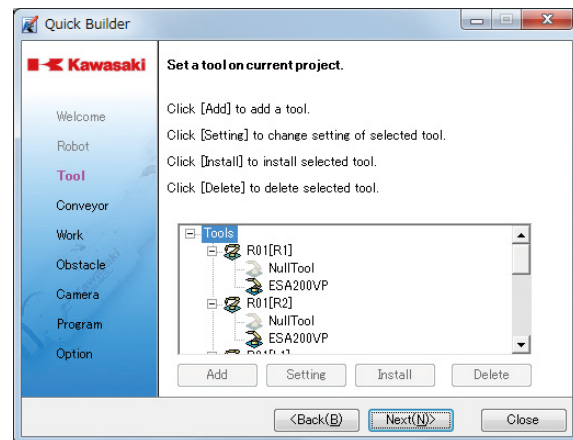 Quick Builder
Kawasaki
Set a tool on current project.
Welcome
Robot
Tool
Conveyor
Work
Obstacle
Camera
Program
Option
Click [Add] to add a tool.
Click [Setting] to change setting of selected tool.
Click [Install] to install selected tool.
Click [Delete] to delete selected tool.
Tools
R01[R1]
NullTool
ESA200VP
R01[R2]
NullTool
ESA200VP
Add Setting Install Delete
<Back(B) Next(N)> Close